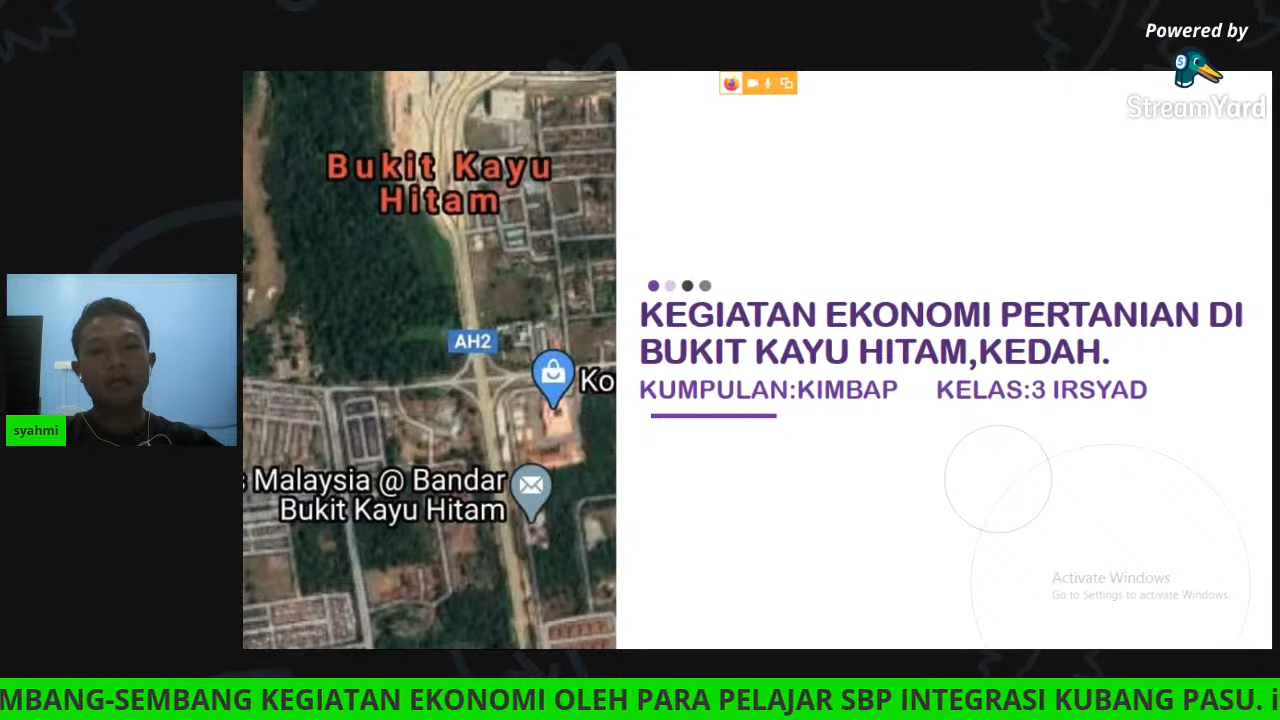 Powered by
StreamYard
Bukit Kayu
Hitam
AH2
Ko
s Malaysia @ Bandar
Bukit Kayu Hitam
KEGIATAN EKONOMI PERTANIAN DI
BUKIT KAYU HITAM,KEDAH.
KUMPULAN:KIMBAP KELAS:3 IRSYAD
syahmi
Activate Windows
Go to Settings to activate Windows.
MBANG-SEMBANG KEGIATAN EKONOMI OLEH PARA PELAJAR SBP INTEGRASI KUBANG PASU. i